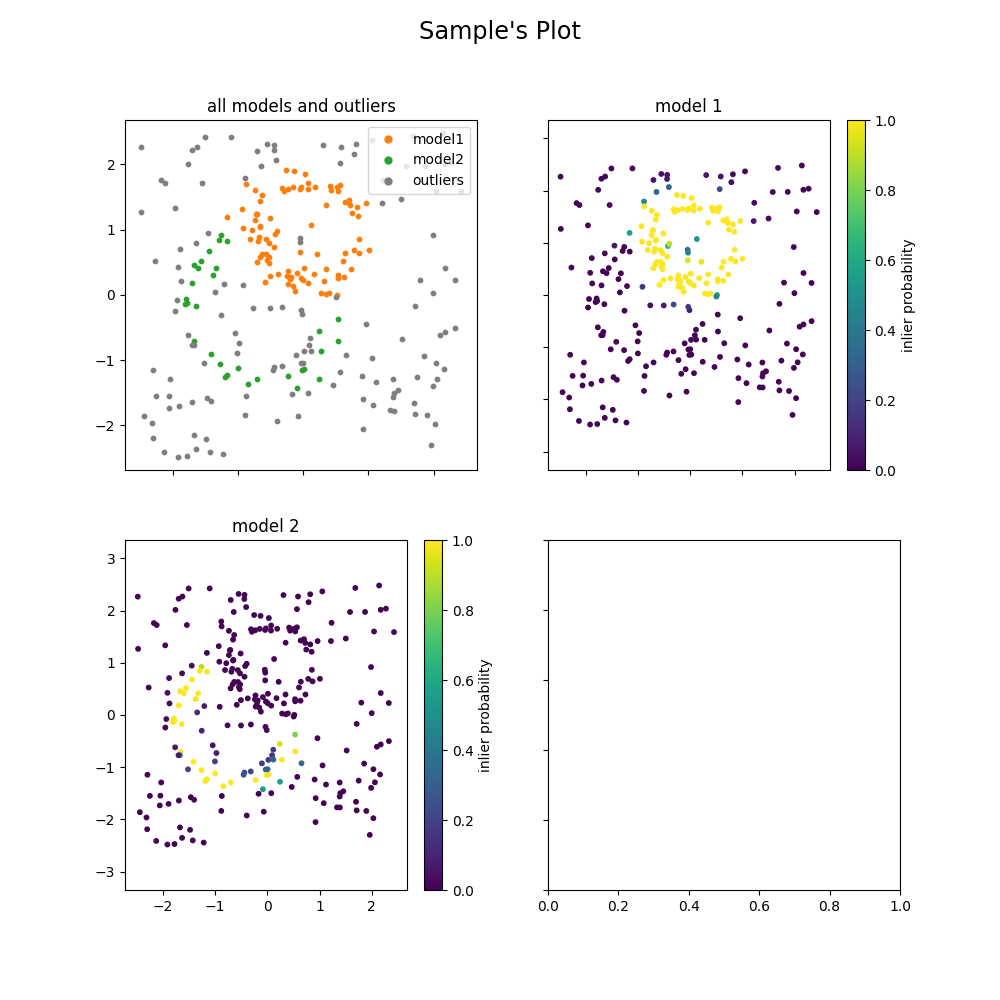 Sample's Plot
all models and outliers
model1
model2
outliers
2
1
0
−1
−2
model 1
1.0
0.8
0.6
0.4
0.2
0.0
inlier probability
model 2
3
2
1
0
−1
−2
−3
−2 −1 0 1 2
1.0
0.8
0.6
0.4
0.2
0.0
inlier probability
0.0 0.2 0.4 0.6 0.8 1.0